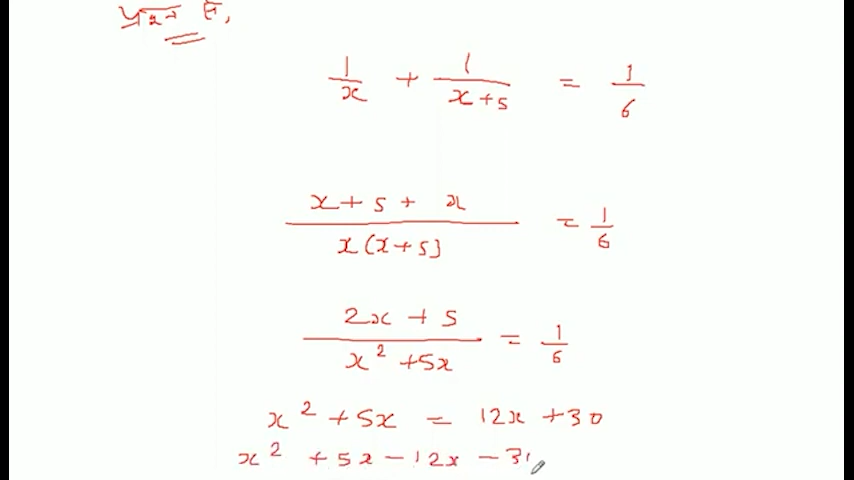 प्रश्न से,
1/x + 1/(x+5) = 1/6
(x+5+x)/(x(x+5)) = 1/6
(2x+5)/(x²+5x) = 1/6
x² + 5x = 12x + 30
x² + 5x - 12x - 3